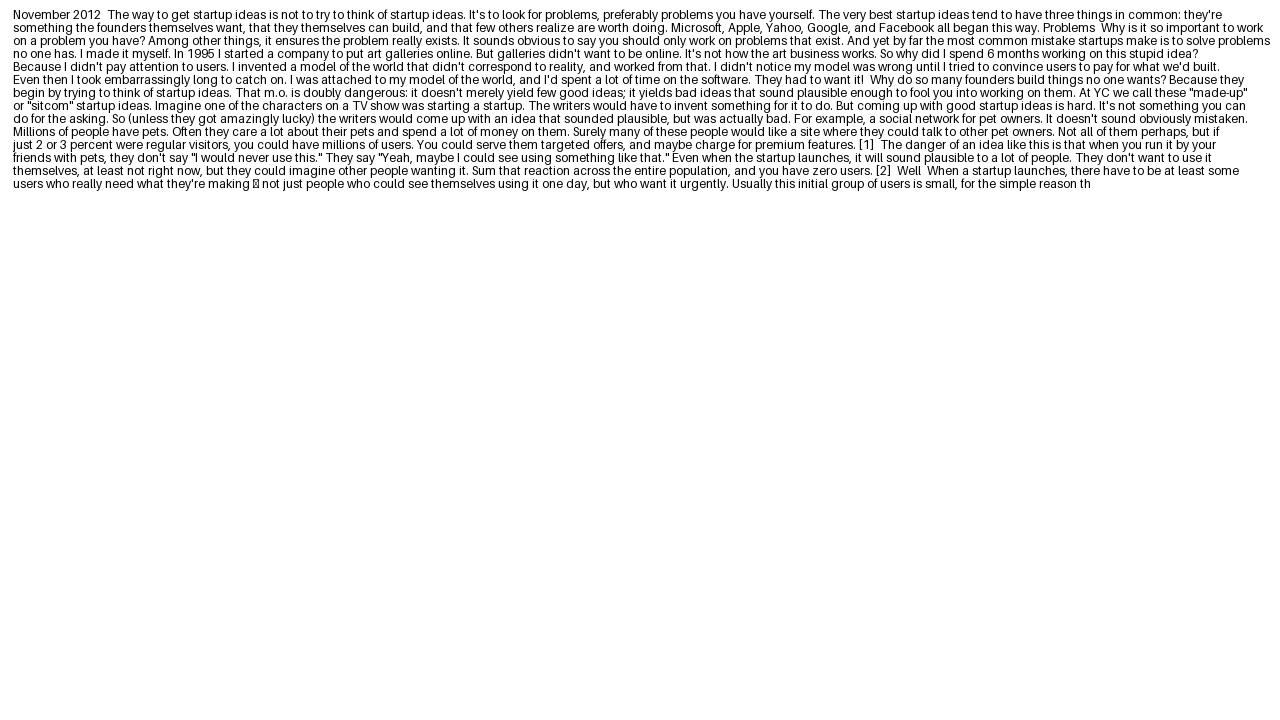 November 2012  The way to get startup ideas is not to try to think of startup ideas. It's to look for problems, preferably problems you have yourself. The very best startup ideas tend to have three things in common: they're
something the founders themselves want, that they themselves can build, and that few others realize are worth doing. Microsoft, Apple, Yahoo, Google, and Facebook all began this way. Problems  Why is it so important to work
on a problem you have? Among other things, it ensures the problem really exists. It sounds obvious to say you should only work on problems that exist. And yet by far the most common mistake startups make is to solve problems
no one has. I made it myself. In 1995 I started a company to put art galleries online. But galleries didn't want to be online. It's not how the art business works. So why did I spend 6 months working on this stupid idea?
Because I didn't pay attention to users. I invented a model of the world that didn't correspond to reality, and worked from that. I didn't notice my model was wrong until I tried to convince users to pay for what we'd built.
Even then I took embarrassingly long to catch on. I was attached to my model of the world, and I'd spent a lot of time on the software. They had to want it!  Why do so many founders build things no one wants? Because they
begin by trying to think of startup ideas. That m.o. is doubly dangerous: it doesn't merely yield few good ideas; it yields bad ideas that sound plausible enough to fool you into working on them. At YC we call these "made-up"
or "sitcom" startup ideas. Imagine one of the characters on a TV show was starting a startup. The writers would have to invent something for it to do. But coming up with good startup ideas is hard. It's not something you can
do for the asking. So (unless they got amazingly lucky) the writers would come up with an idea that sounded plausible, but was actually bad. For example, a social network for pet owners. It doesn't sound obviously mistaken.
Millions of people have pets. Often they care a lot about their pets and spend a lot of money on them. Surely many of these people would like a site where they could talk to other pet owners. Not all of them perhaps, but if
just 2 or 3 percent were regular visitors, you could have millions of users. You could serve them targeted offers, and maybe charge for premium features. [1]  The danger of an idea like this is that when you run it by your
friends with pets, they don't say "I would never use this." They say "Yeah, maybe I could see using something like that." Even when the startup launches, it will sound plausible to a lot of people. They don't want to use it
themselves, at least not right now, but they could imagine other people wanting it. Sum that reaction across the entire population, and you have zero users. [2]  Well  When a startup launches, there have to be at least some
users who really need what they're making not just people who could see themselves using it one day, but who want it urgently. Usually this initial group of users is small, for the simple reason th